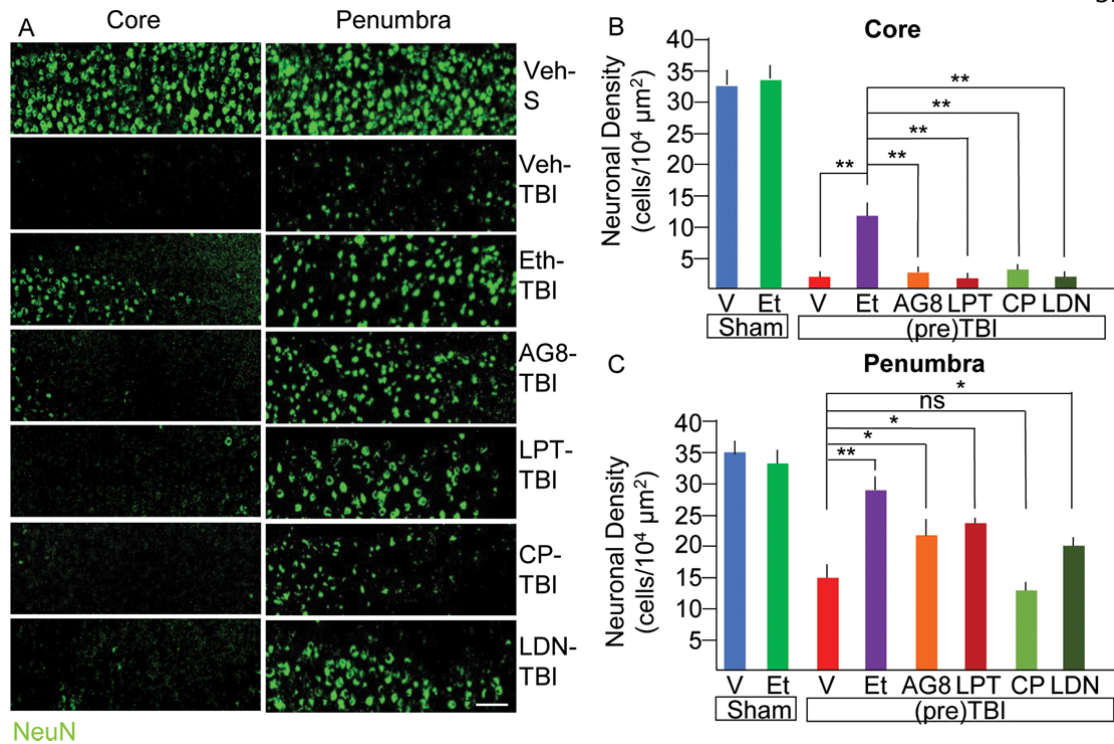 A
Core
Penumbra
Veh-
S
Veh-
TBI
Eth-
TBI
AG8-
TBI
LPT-
TBI
CP-
TBI
LDN-
TBI
NeuN
B
Core
Neuronal Density
(cells/10⁴ µm²)
40
35
30
25
20
15
10
5
**
**
**
**
**
V Et V Et AG8 LPT CP LDN
Sham (pre)TBI
C
Penumbra
Neuronal Density
(cells/10⁴ µm²)
40
35
30
25
20
15
10
5
*
ns
*
*
**
V Et V Et AG8 LPT CP LDN
Sham (pre)TBI